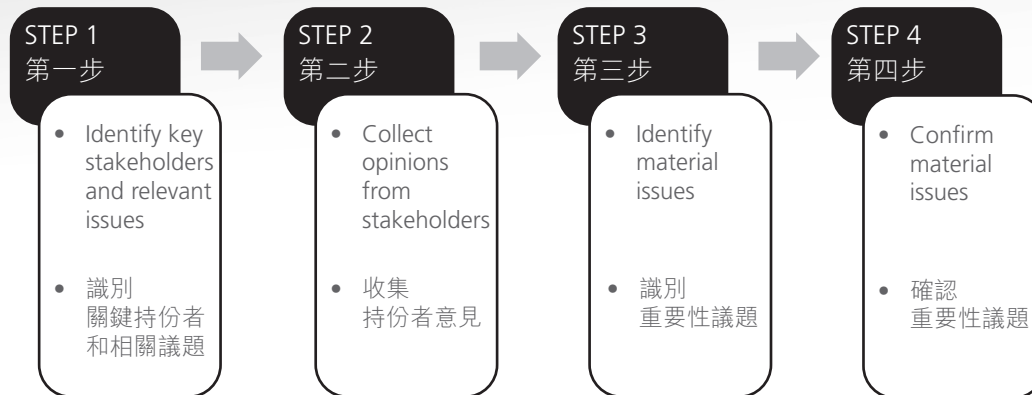 STEP 1
第一步
• Identify key
stakeholders
and relevant
issues
• 識別
關鍵持份者
和相關議題
STEP 2
第二步
• Collect
opinions
from
stakeholders
• 收集
持份者意見
STEP 3
第三步
• Identify
material
issues
• 識別
重要性議題
STEP 4
第四步
• Confirm
material
issues
• 確認
重要性議題